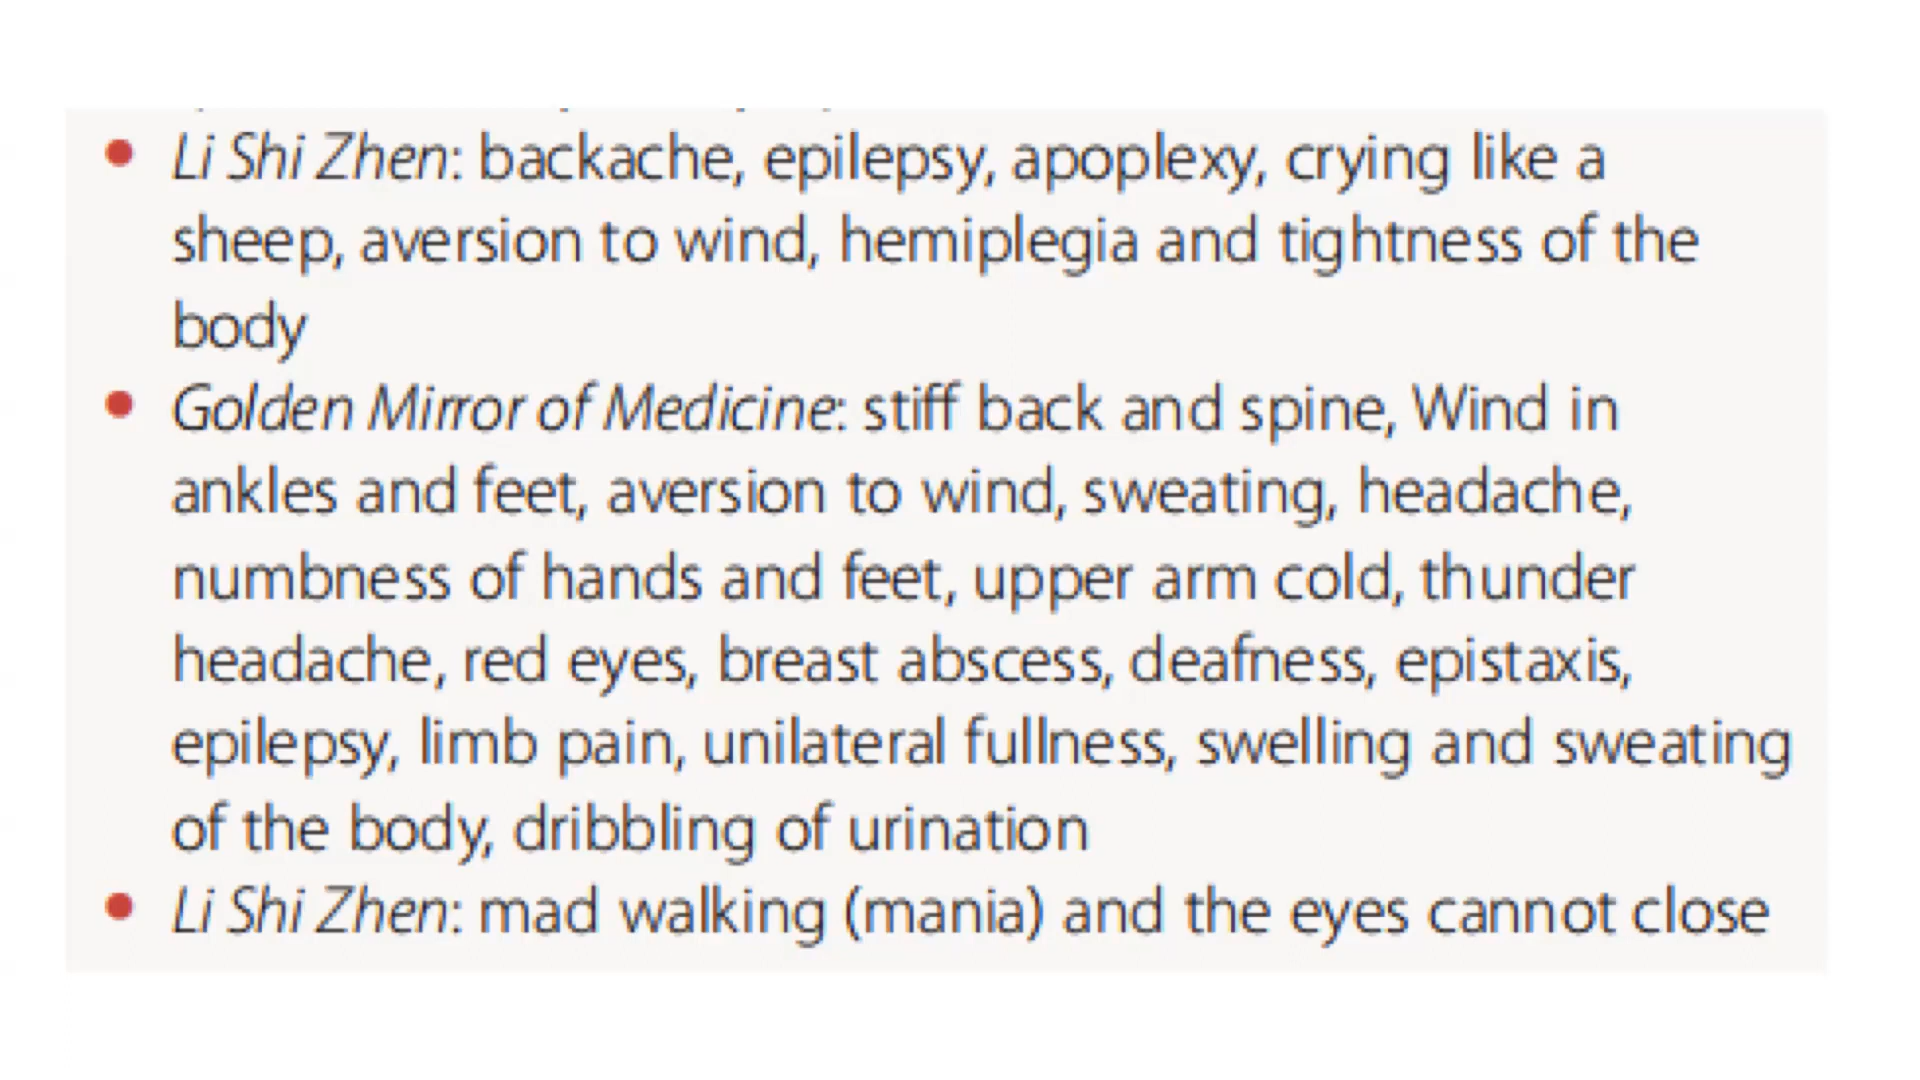 • Li Shi Zhen: backache, epilepsy, apoplexy, crying like a
sheep, aversion to wind, hemiplegia and tightness of the
body
• Golden Mirror of Medicine: stiff back and spine, Wind in
ankles and feet, aversion to wind, sweating, headache,
numbness of hands and feet, upper arm cold, thunder
headache, red eyes, breast abscess, deafness, epistaxis,
epilepsy, limb pain, unilateral fullness, swelling and sweating
of the body, dribbling of urination
• Li Shi Zhen: mad walking (mania) and the eyes cannot close